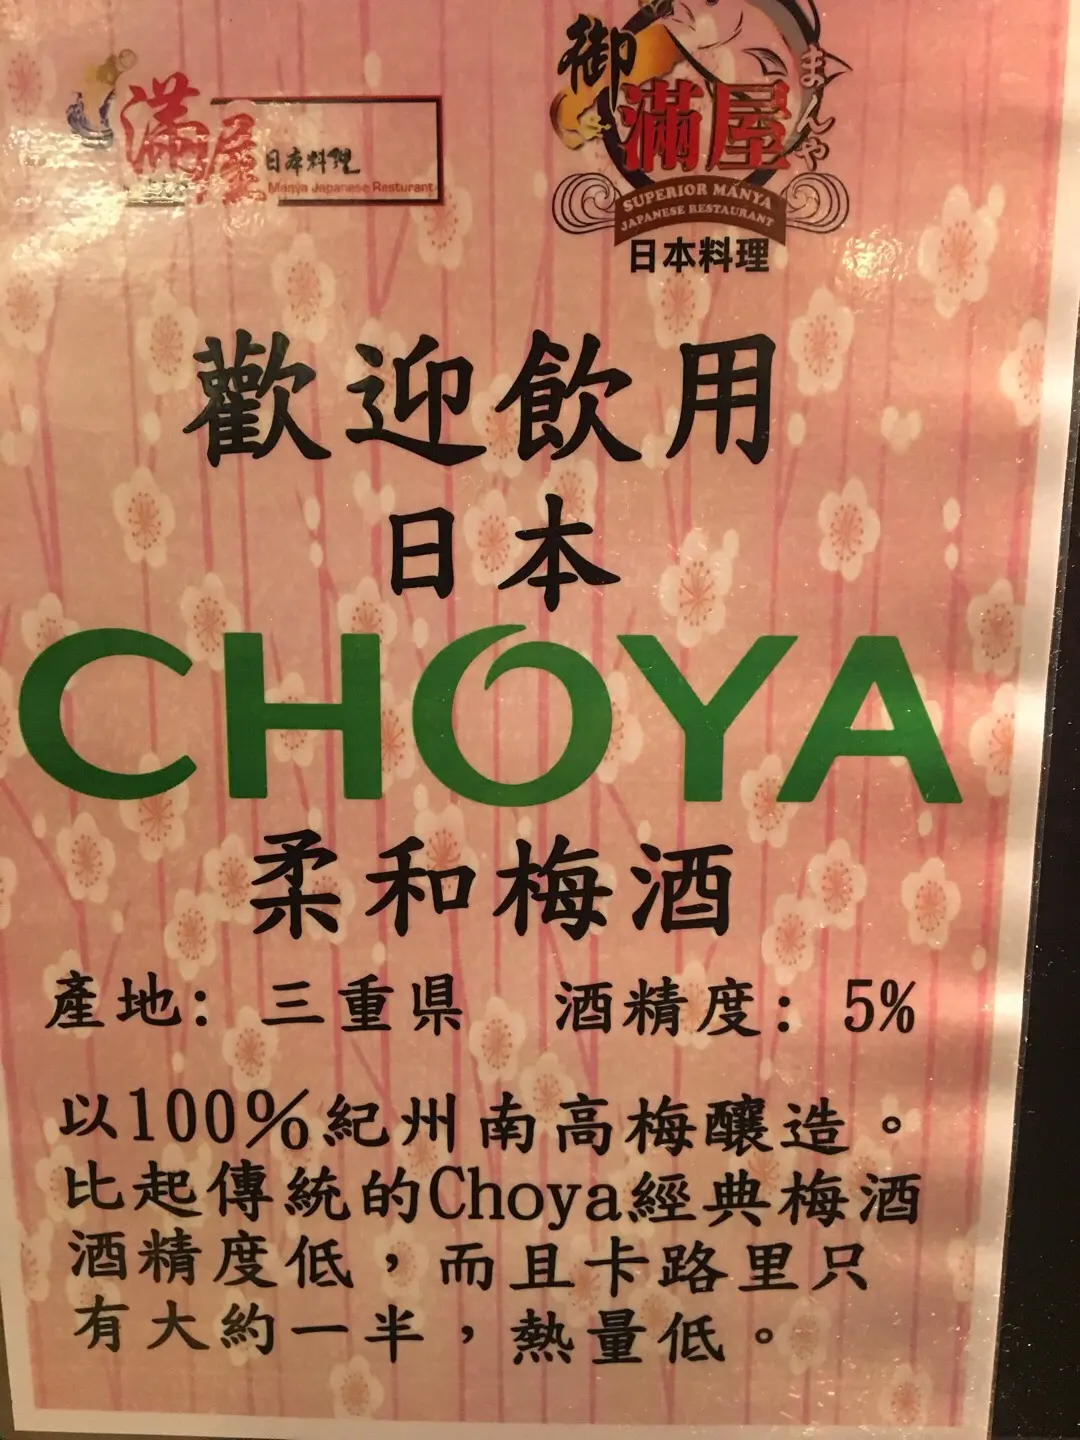 滿屋
日本料理
Manya Japanese Resturant
御
滿屋
まんや
SUPERIOR MANYA
JAPANESE RESTAURANT
日本料理
歡迎飲用
日本
CHOYA
柔和梅酒
產地: 三重県 酒精度: 5%
以100%紀州南高梅釀造。
比起傳統的Choya經典梅酒
酒精度低，而且卡路里只
有大約一半，熱量低。